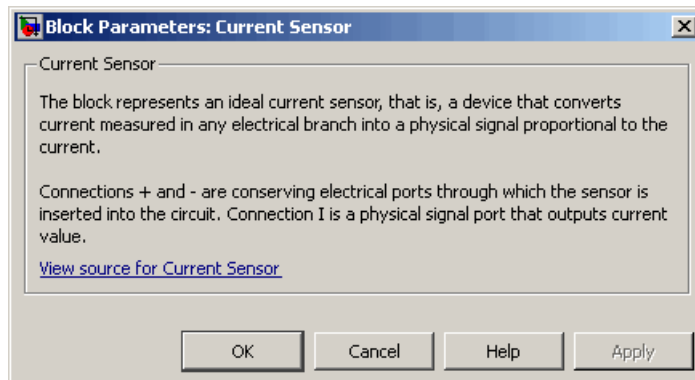 Block Parameters: Current Sensor
Current Sensor
The block represents an ideal current sensor, that is, a device that converts
current measured in any electrical branch into a physical signal proportional to the
current.
Connections + and - are conserving electrical ports through which the sensor is
inserted into the circuit. Connection I is a physical signal port that outputs current
value.
View source for Current Sensor
OK Cancel Help Apply